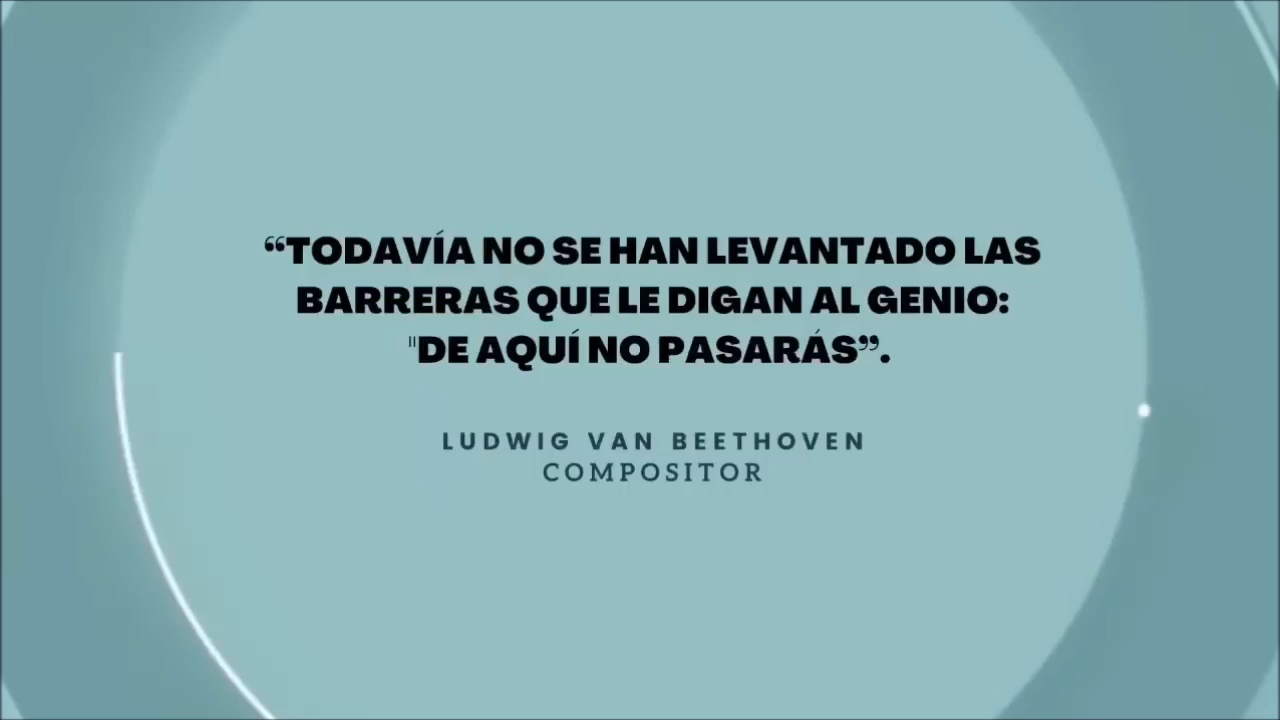 “TODAVÍA NO SE HAN LEVANTADO LAS
BARRERAS QUE LE DIGAN AL GENIO:
"DE AQUÍ NO PASARÁS”.
LUDWIG VAN BEETHOVEN
COMPOSITOR